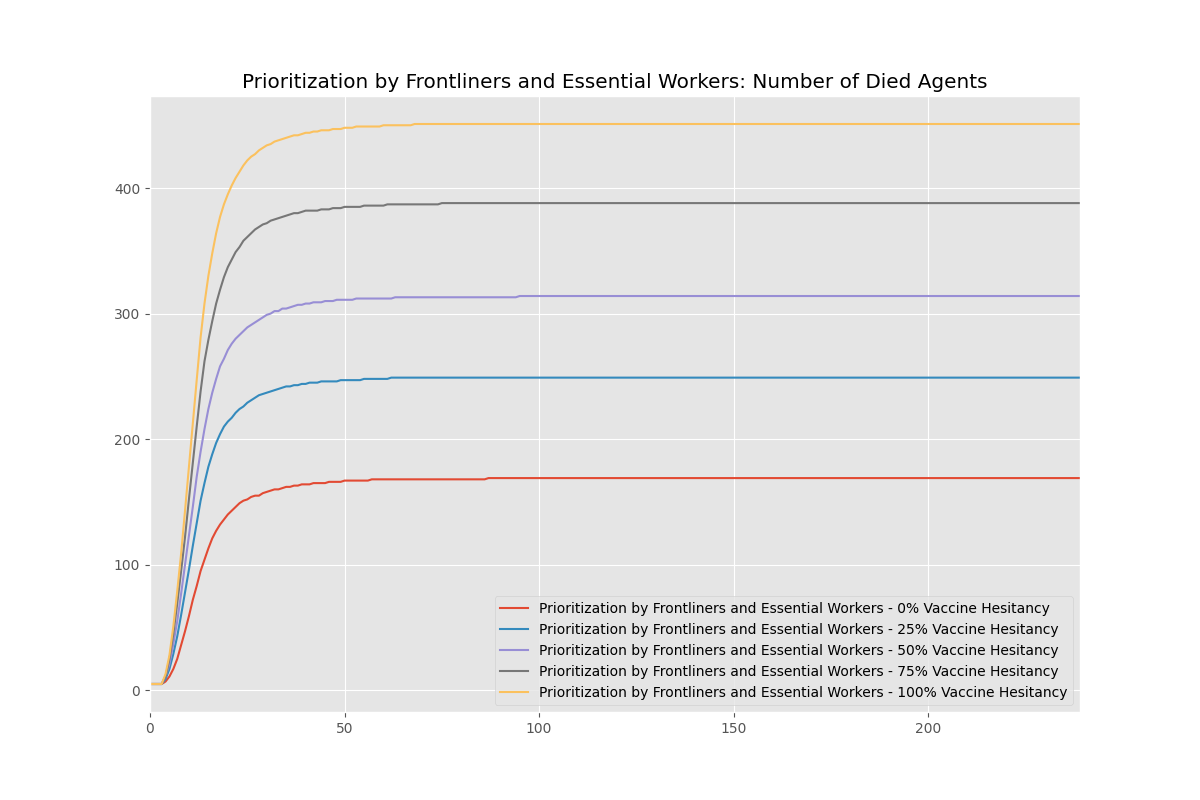 Prioritization by Frontliners and Essential Workers: Number of Died Agents
400
300
200
100
0
0 50 100 150 200
Prioritization by Frontliners and Essential Workers - 0% Vaccine Hesitancy
Prioritization by Frontliners and Essential Workers - 25% Vaccine Hesitancy
Prioritization by Frontliners and Essential Workers - 50% Vaccine Hesitancy
Prioritization by Frontliners and Essential Workers - 75% Vaccine Hesitancy
Prioritization by Frontliners and Essential Workers - 100% Vaccine Hesitancy